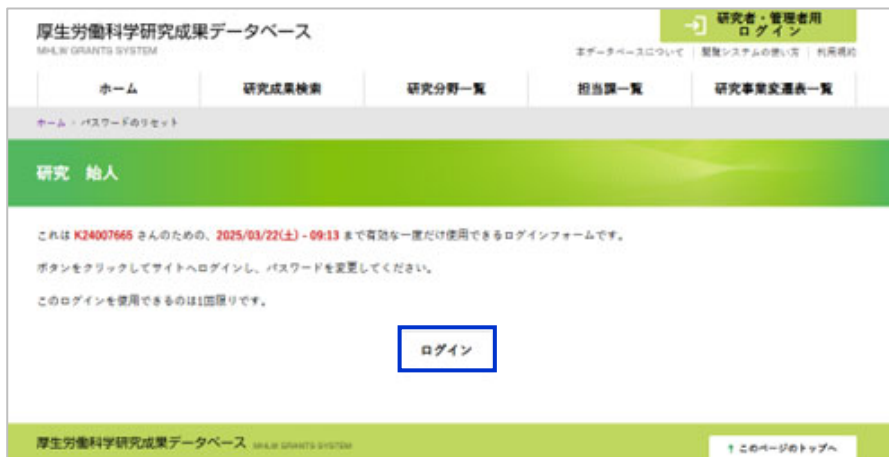 厚生労働科学研究成果データベース
MHLW GRANTS SYSTEM
研究者・管理者用
ログイン
本データベースについて 閲覧システムの使い方 利用規約
ホーム 研究成果検索 研究分野一覧 担当課一覧 研究事業変遷表一覧
ホーム › パスワードのリセット
研究 始人
これは K24007665 さんのための、2025/03/22(土) - 09:13 まで有効な一度だけ使用できるログインフォームです。
ボタンをクリックしてサイトへログインし、パスワードを変更してください。
このログインを使用できるのは1回限りです。
ログイン
厚生労働科学研究成果データベース MHLW GRANTS SYSTEM
↑ このページのトップへ